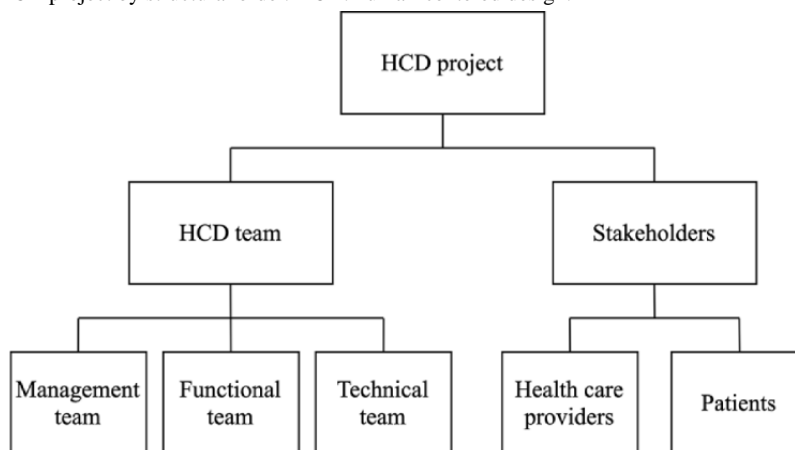 HCD project
HCD team
Stakeholders
Management
team
Functional
team
Technical
team
Health care
providers
Patients